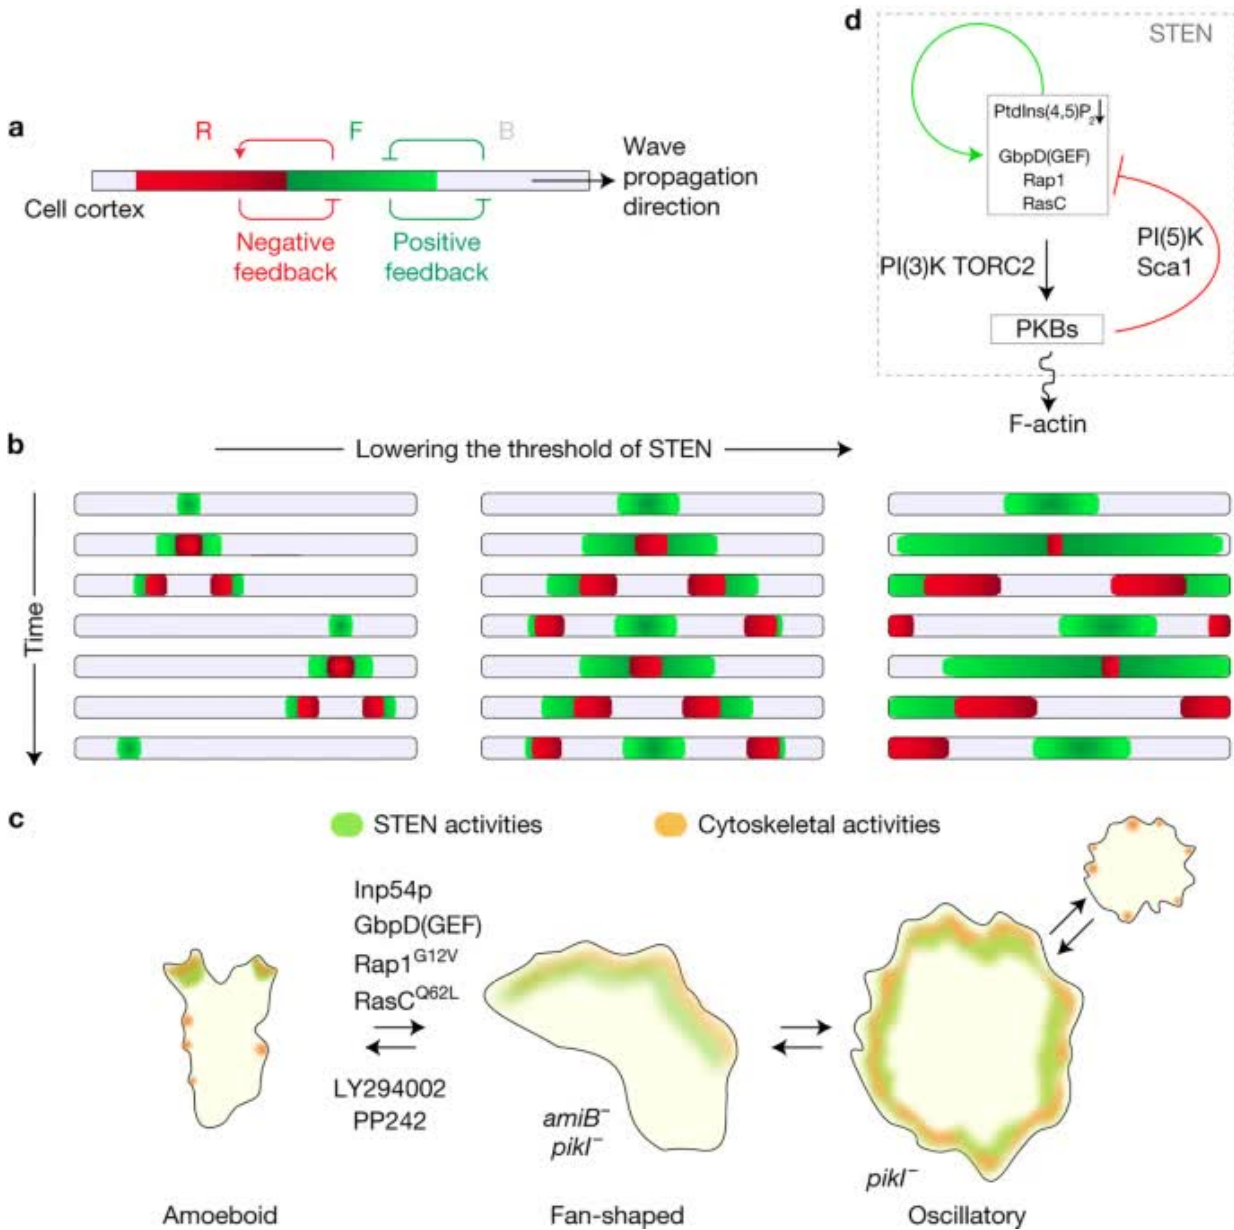 a
R
F
B
Wave
propagation
direction
Cell cortex
Negative
feedback
Positive
feedback
d
STEN
PtdIns(4,5)P2
GbpD(GEF)
Rap1
RasC
PI(5)K
Sca1
PI(3)K TORC2
PKBs
F-actin
b
Lowering the threshold of STEN
Time
c
STEN activities
Cytoskeletal activities
Inp54p
GbpD(GEF)
Rap1G12V
RasCQ62L
LY294002
PP242
amiB−
pikI−
pikI−
Amoeboid
Fan-shaped
Oscillatory